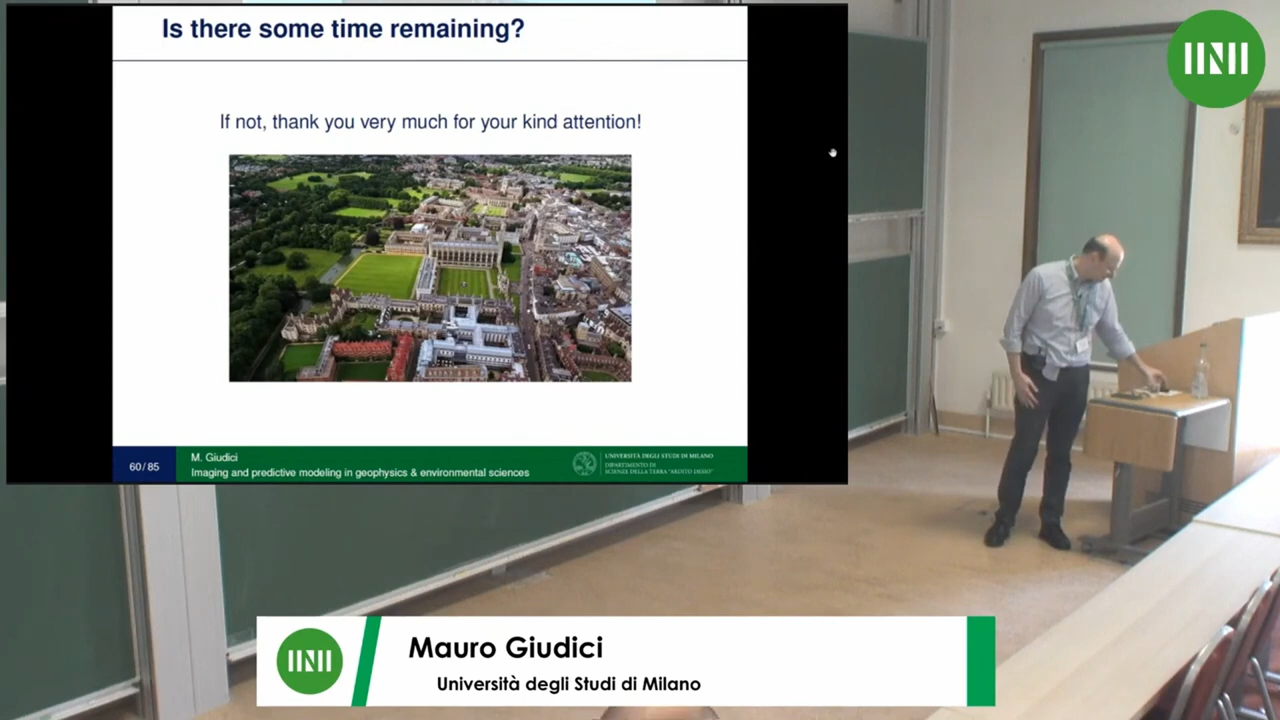 Is there some time remaining?
If not, thank you very much for your kind attention!
60/85
M. Giudici
Imaging and predictive modeling in geophysics & environmental sciences
UNIVERSITÀ DEGLI STUDI DI MILANO
DIPARTIMENTO DI
SCIENZE DELLA TERRA "ARDITO DESIO"
Mauro Giudici
Università degli Studi di Milano